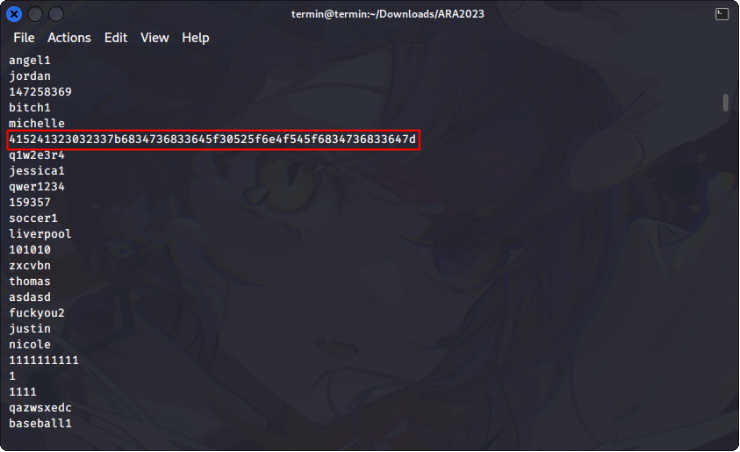 termin@termin:~/Downloads/ARA2023
File Actions Edit View Help
angel1
jordan
147258369
bitch1
michelle
415241323032337b6834736833645f30525f6e4f545f6834736833647d
q1w2e3r4
jessica1
qwer1234
159357
soccer1
liverpool
101010
zxcvbn
thomas
asdasd
fuckyou2
justin
nicole
1111111111
1
1111
qazwsxedc
baseball1